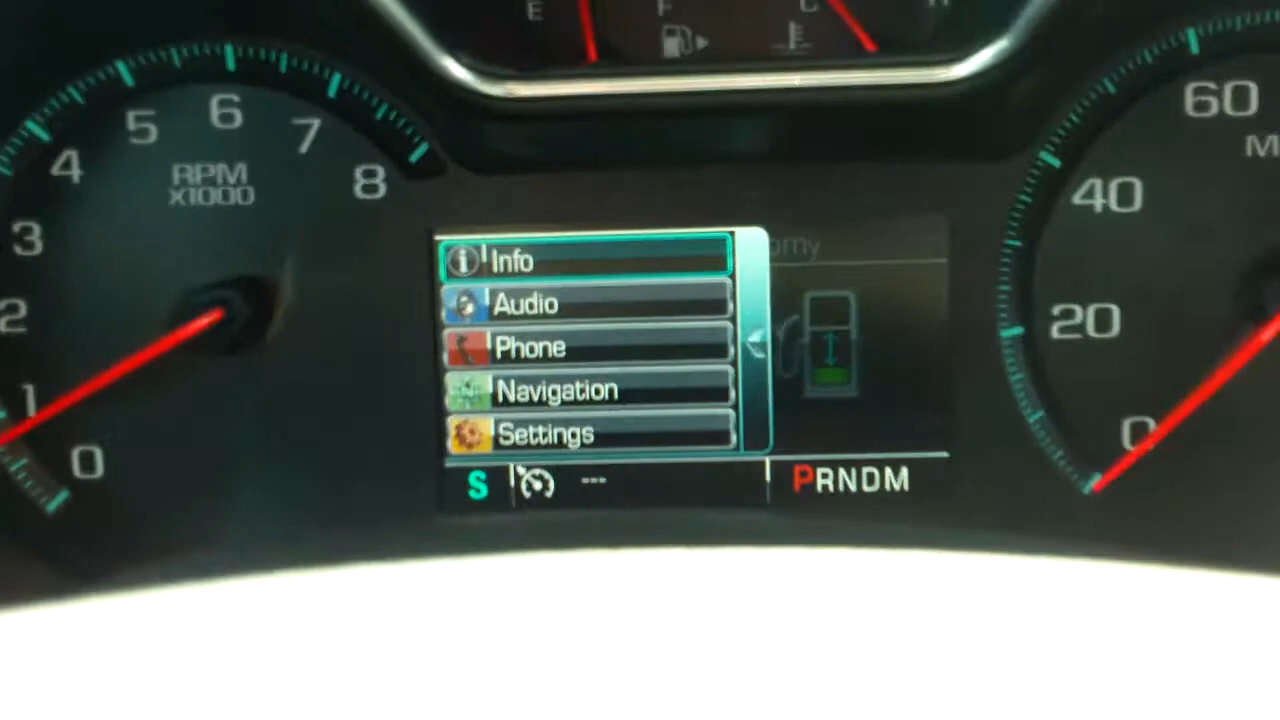 E F C H
5 6 7
4 8
RPM
X1000
3
2
1
0
60
M
40
20
0
Info
Audio
Phone
Navigation
Settings
S ---
PRNDM